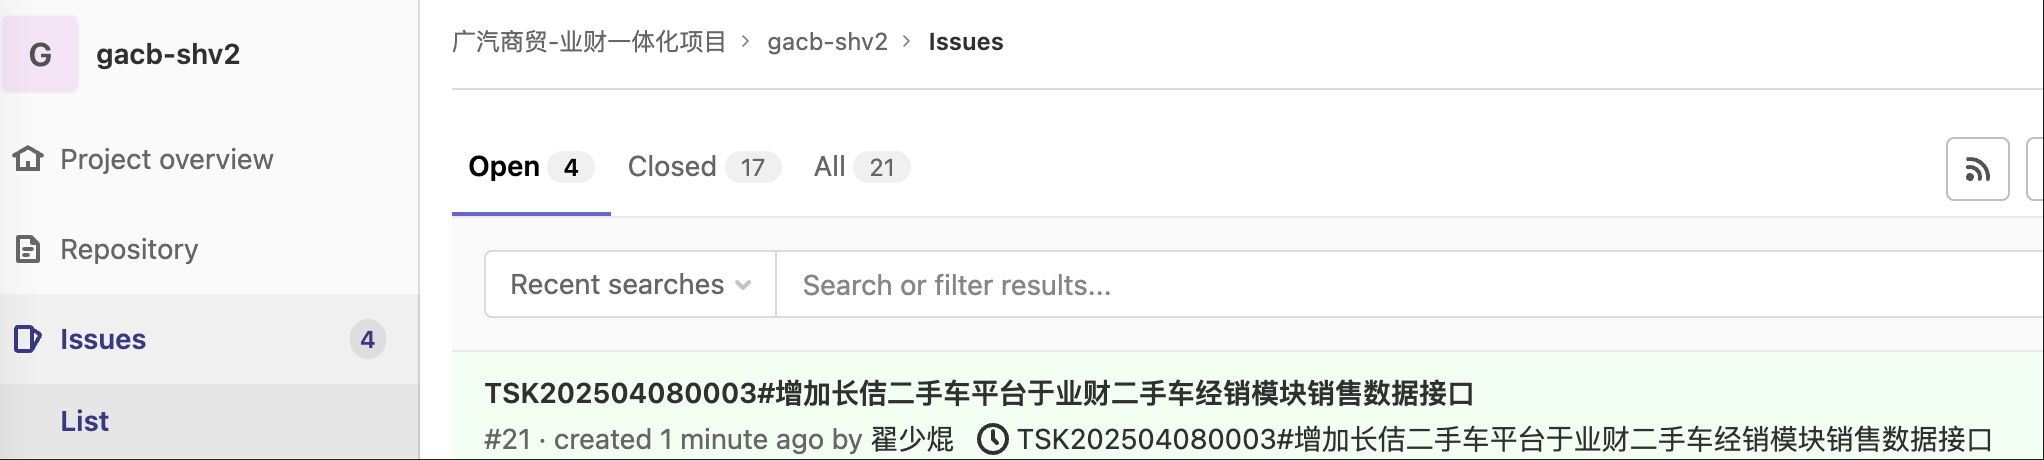 G gacb-shv2
Project overview
Repository
Issues 4
List
广汽商贸-业财一体化项目 > gacb-shv2 > Issues
Open 4 Closed 17 All 21
Recent searches Search or filter results...
TSK202504080003#增加长佶二手车平台于业财二手车经销模块销售数据接口
#21 · created 1 minute ago by 翟少焜 TSK202504080003#增加长佶二手车平台于业财二手车经销模块销售数据接口